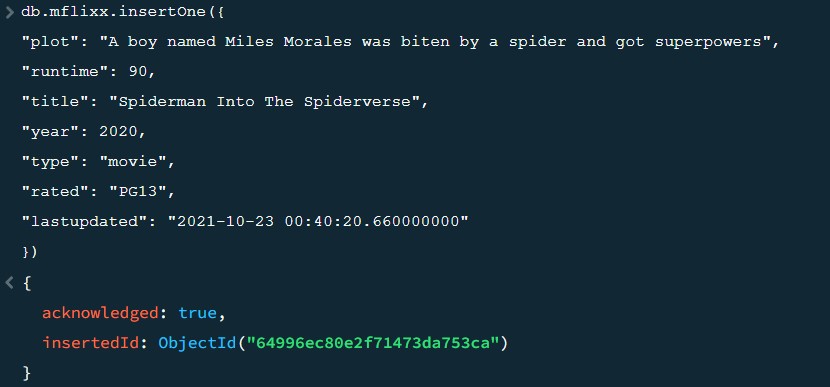 > db.mflixx.insertOne({
"plot": "A boy named Miles Morales was biten by a spider and got superpowers",
"runtime": 90,
"title": "Spiderman Into The Spiderverse",
"year": 2020,
"type": "movie",
"rated": "PG13",
"lastupdated": "2021-10-23 00:40:20.660000000"
})
< {
acknowledged: true,
insertedId: ObjectId("64996ec80e2f71473da753ca")
}